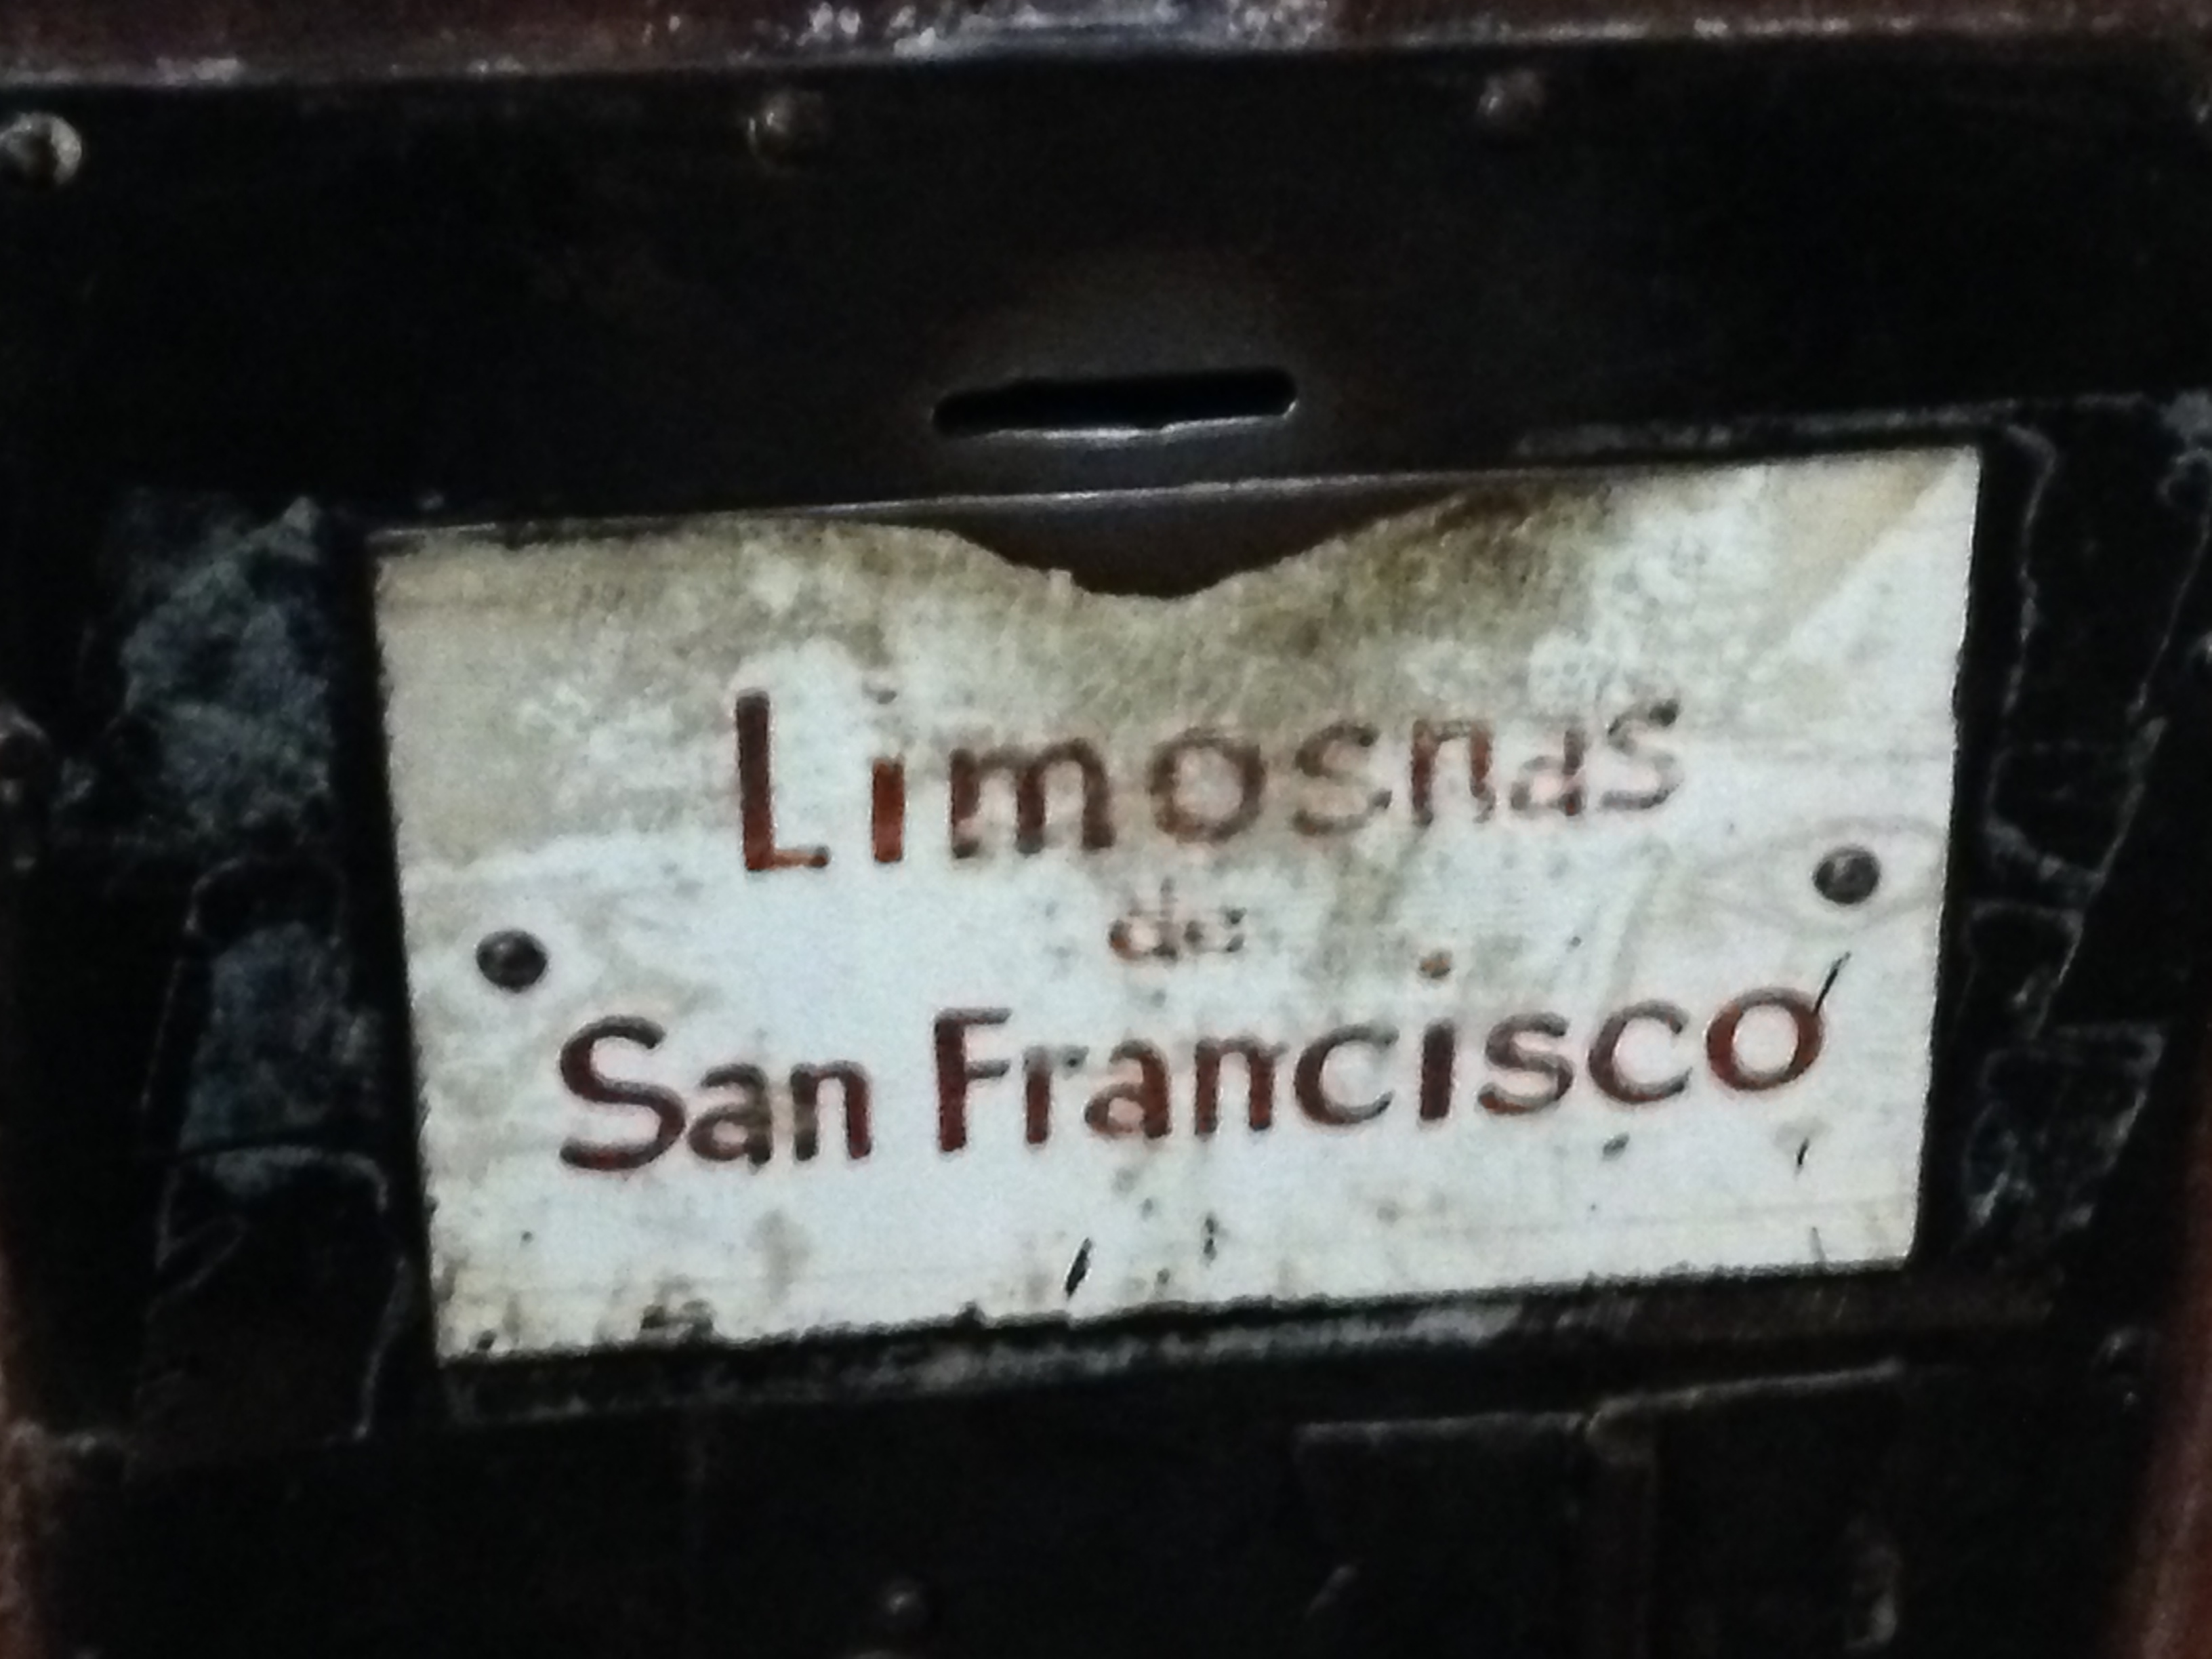 Limosnas
de
San Francisco